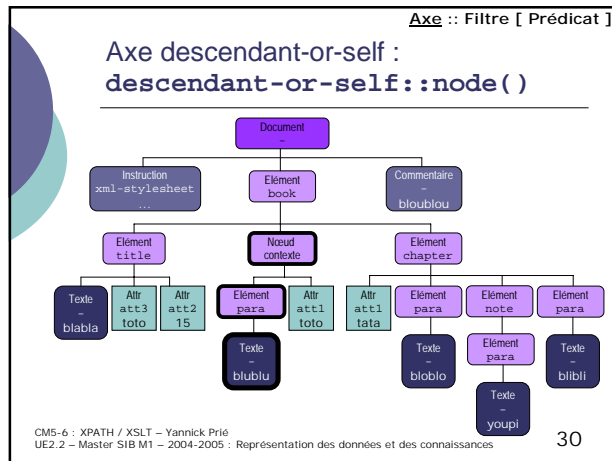 Axe :: Filtre [ Prédicat ]
Axe descendant-or-self :
descendant-or-self::node()
Document
–
Instruction
xml-stylesheet
...
Elément
book
Commentaire
–
bloublou
Elément
title
Nœud
contexte
Elément
chapter
Texte
–
blabla
Attr
att3
toto
Attr
att2
15
Elément
para
Attr
att1
toto
Attr
att1
tata
Elément
para
Elément
note
Elément
para
Texte
–
blublu
Texte
–
bloblo
Elément
para
Texte
–
blibli
Texte
–
youpi
CM5-6 : XPATH / XSLT – Yannick Prié
UE2.2 – Master SIB M1 – 2004-2005 : Représentation des données et des connaissances
30